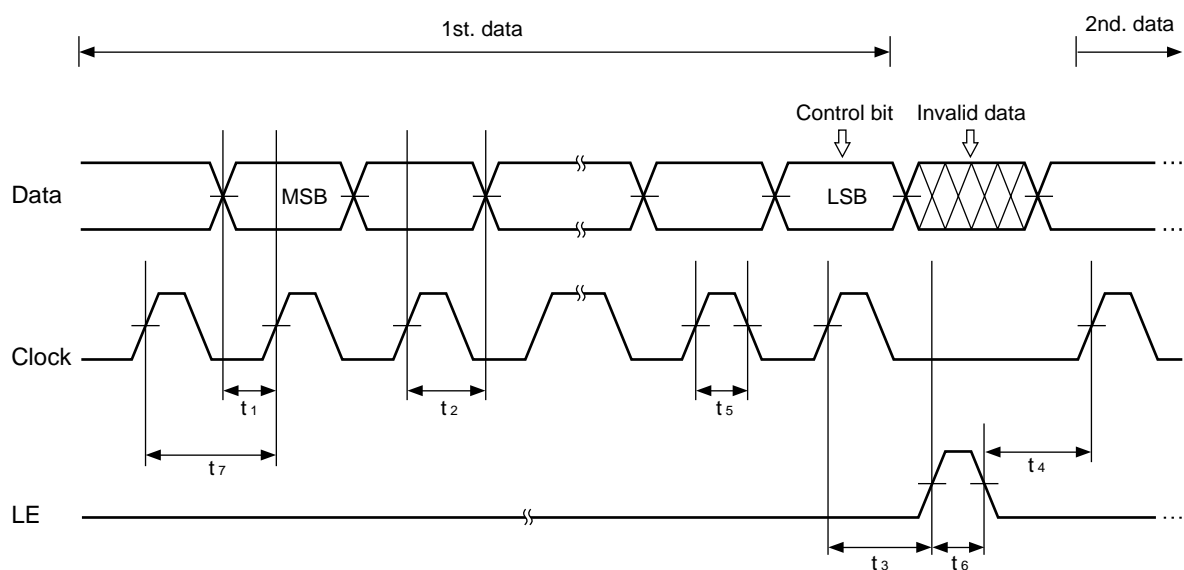 1st. data
2nd. data
Control bit
Invalid data
Data
MSB
LSB
Clock
t1
t2
t5
t7
t4
LE
t3
t6